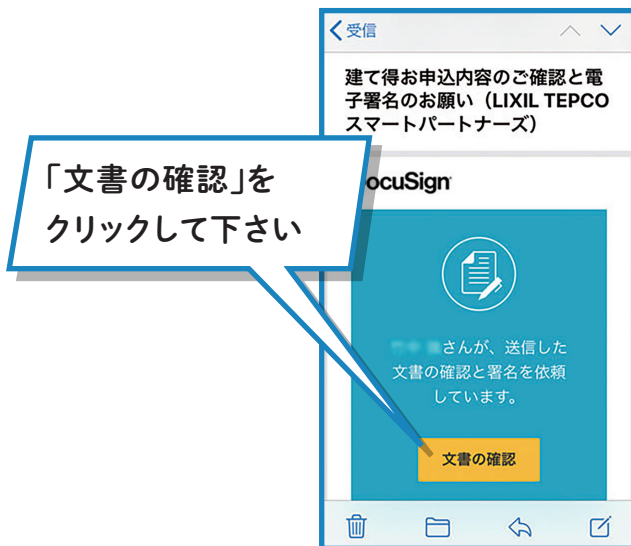 受信
建て得お申込内容のご確認と電
子署名のお願い（LIXIL TEPCO
スマートパートナーズ）
「文書の確認」を
クリックして下さい
ocuSign
さんが、送信した
文書の確認と署名を依頼
しています。
文書の確認